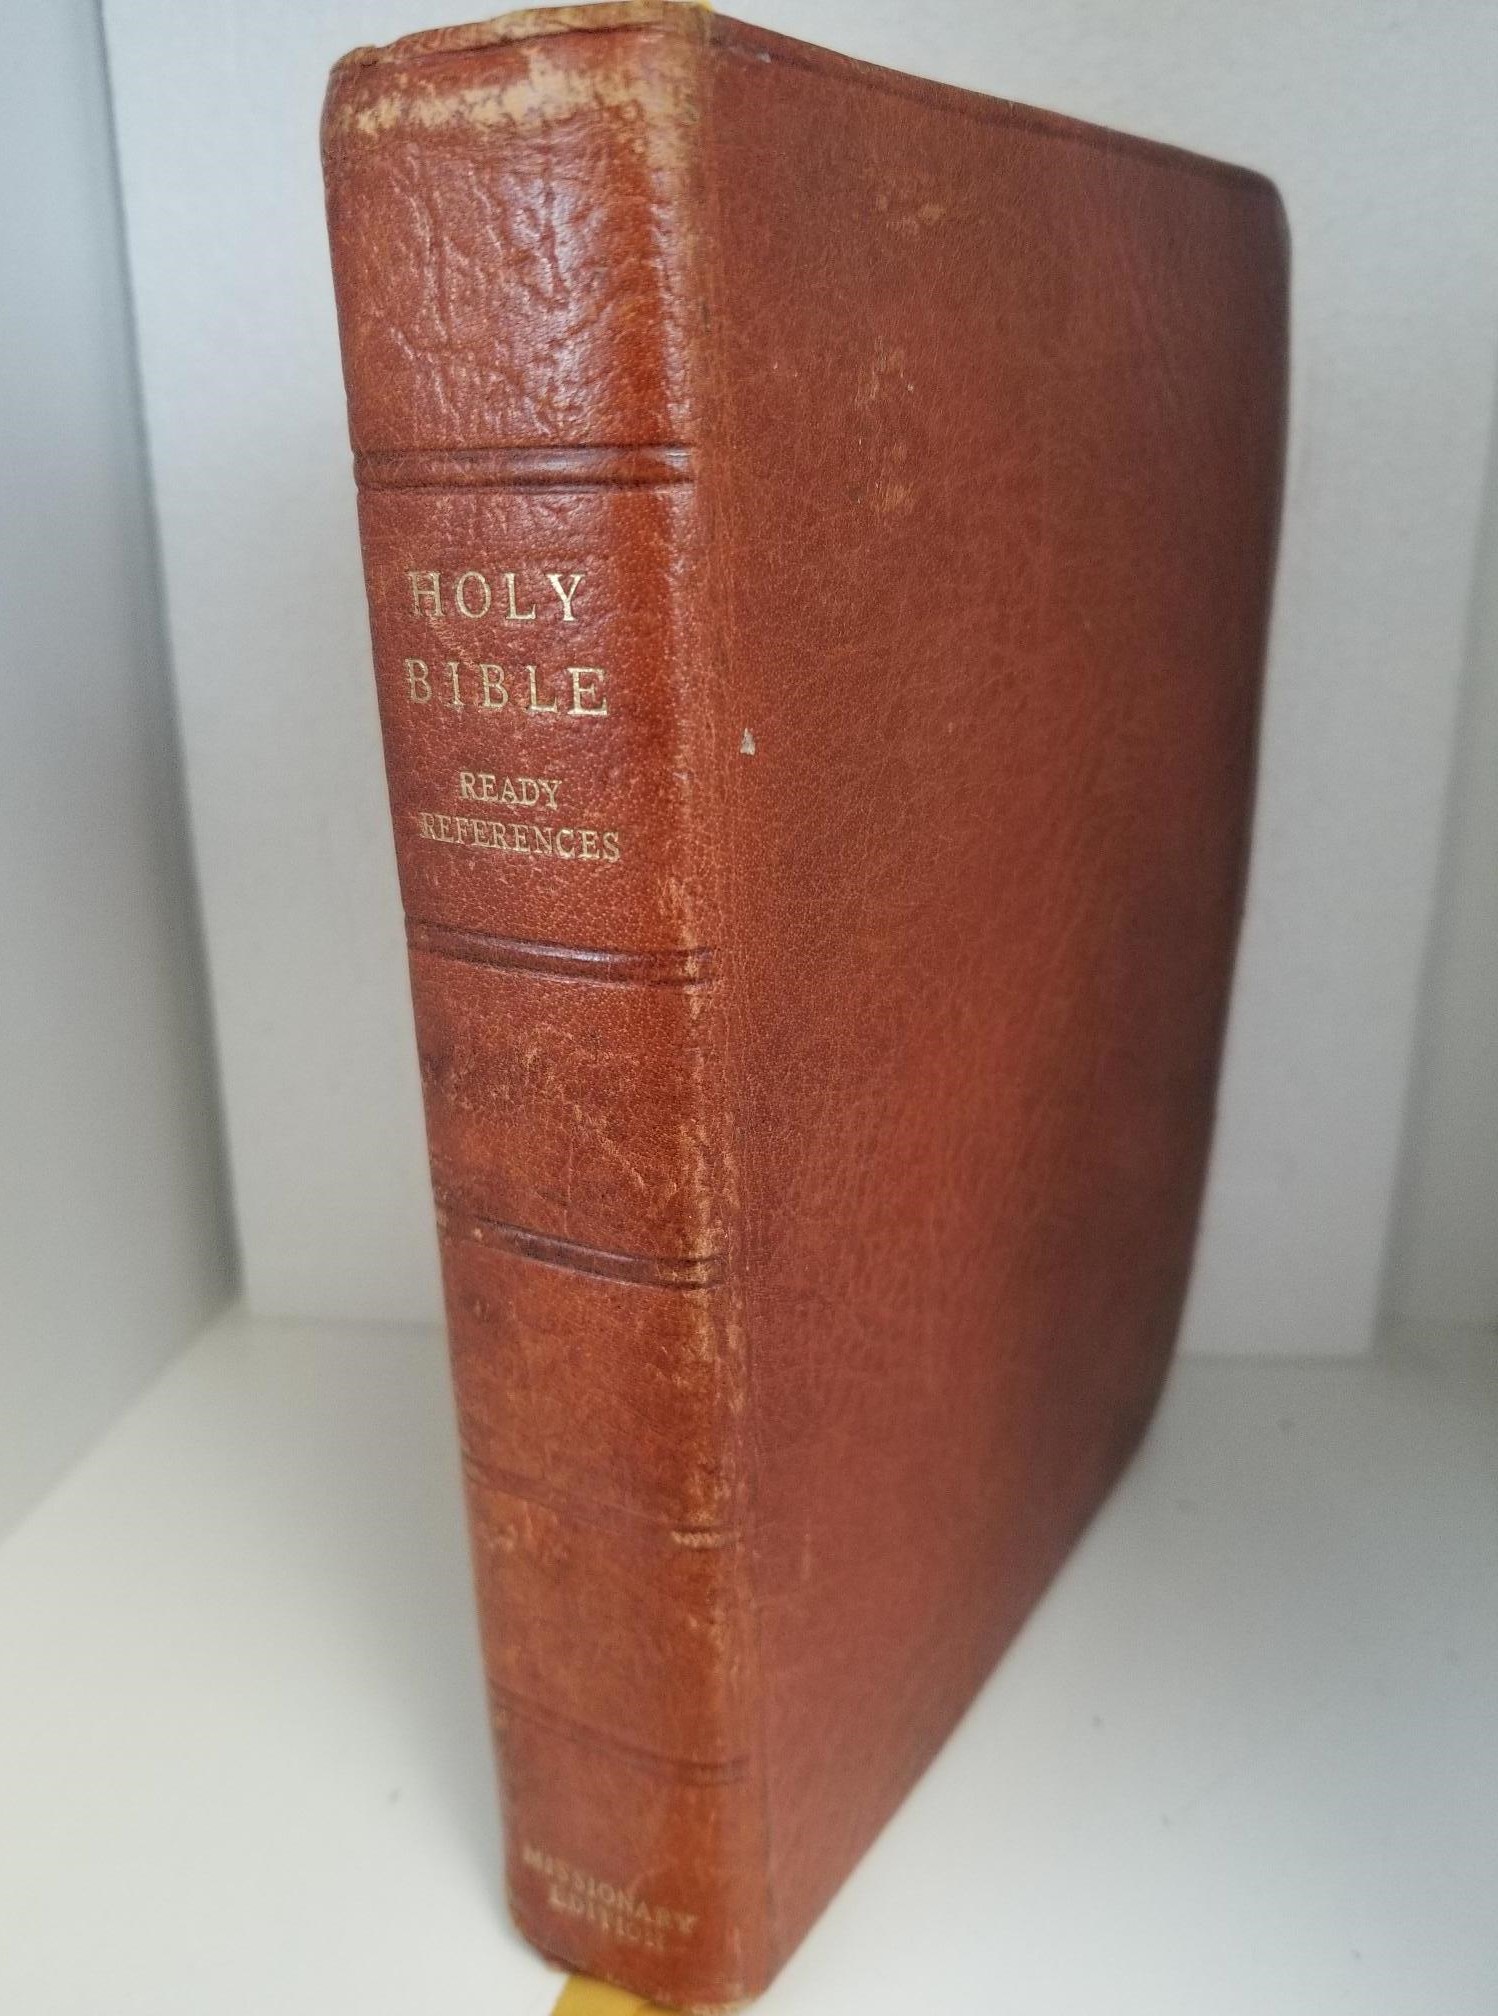 HOLY
BIBLE
READY
REFERENCES
MISSIONARY
EDITION